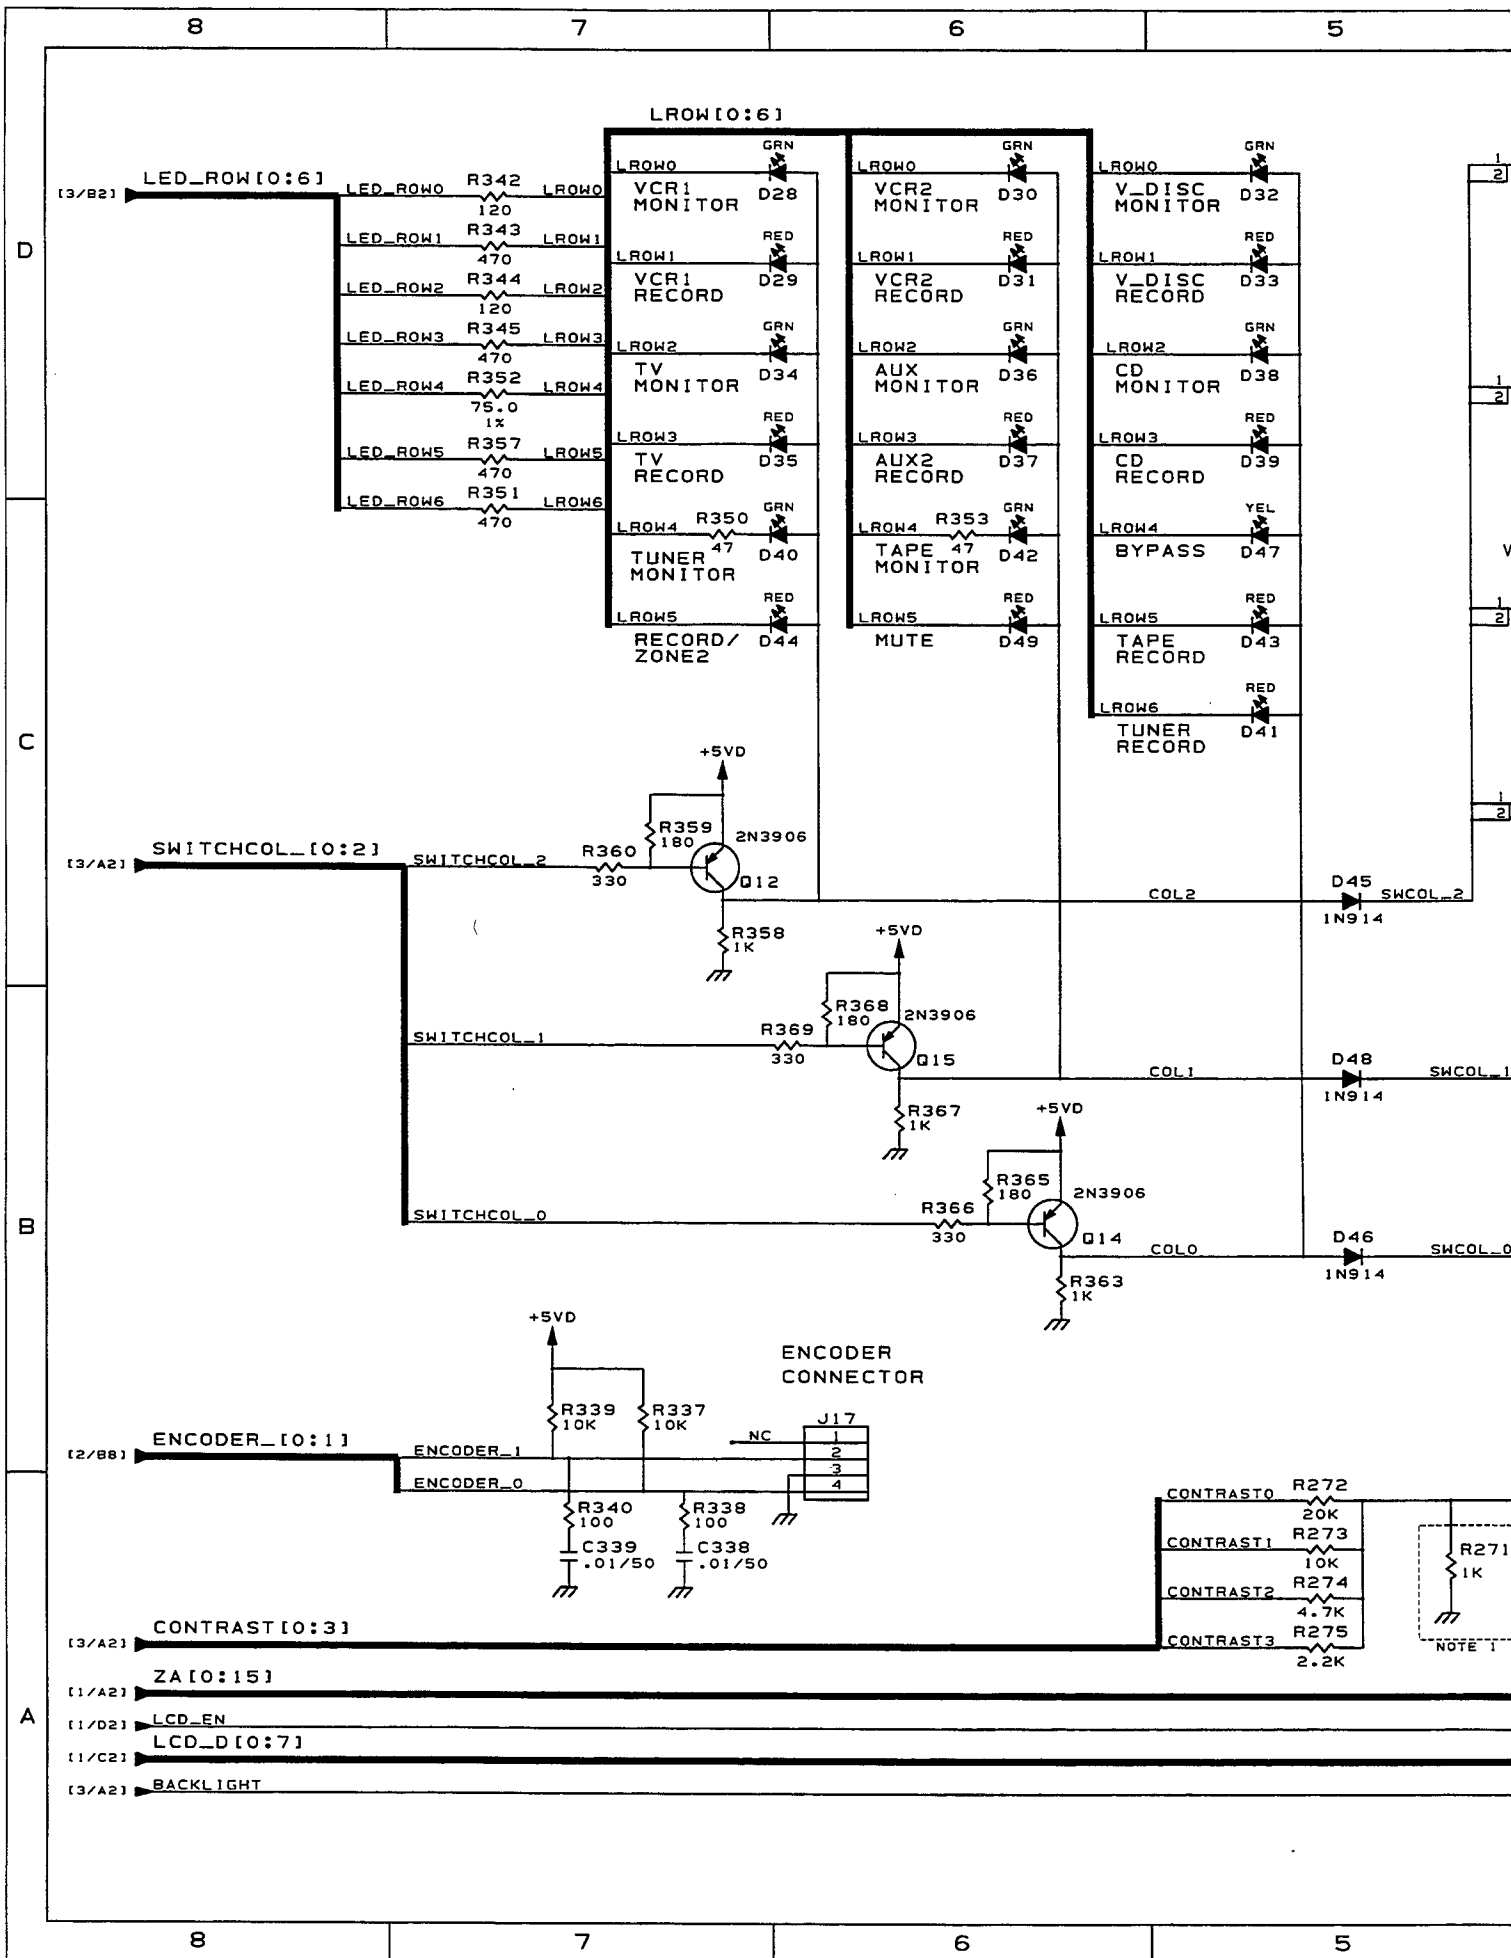 8 7 6 5
LROW[0:6]
[3/B2] LED_ROW[0:6]
LED_ROW0 R342 120 LROW0
LED_ROW1 R343 470 LROW1
LED_ROW2 R344 120 LROW2
LED_ROW3 R345 470 LROW3
LED_ROW4 R352 75.0 1% LROW4
LED_ROW5 R357 470 LROW5
LED_ROW6 R351 470 LROW6
LROW0 VCR1 MONITOR GRN D28
LROW1 VCR1 RECORD RED D29
LROW2 TV MONITOR GRN D34
LROW3 TV RECORD RED D35
LROW4 R350 47 TUNER MONITOR GRN D40
LROW5 RECORD/ ZONE2 RED D44
LROW0 VCR2 MONITOR GRN D30
LROW1 VCR2 RECORD RED D31
LROW2 AUX MONITOR GRN D36
LROW3 AUX2 RECORD RED D37
LROW4 R353 47 TAPE MONITOR GRN D42
LROW5 MUTE RED D49
LROW0 V_DISC MONITOR GRN D32
LROW1 V_DISC RECORD RED D33
LROW2 CD MONITOR GRN D38
LROW3 CD RECORD RED D39
LROW4 BYPASS YEL D47
LROW5 TAPE RECORD RED D43
LROW6 TUNER RECORD RED D41
1
2
1
2
V
1
2
1
2
D
C
B
A
[3/A2] SWITCHCOL_[0:2]
SWITCHCOL_2 R360 330 R359 180 +5VD 2N3906 Q12
R358 1K
COL2 D45 1N914 SWCOL_2
SWITCHCOL_1 R369 330 R368 180 +5VD 2N3906 Q15
R367 1K
COL1 D48 1N914 SWCOL_1
SWITCHCOL_0 R366 330 R365 180 +5VD 2N3906 Q14
R363 1K
COL0 D46 1N914 SWCOL_0
ENCODER
CONNECTOR
+5VD
R339 10K R337 10K
J17
NC 1
2
3
4
[2/B8] ENCODER_[0:1]
ENCODER_1
ENCODER_0
R340 100 R338 100
C339 .01/50 C338 .01/50
CONTRAST0 R272 20K
CONTRAST1 R273 10K
CONTRAST2 R274 4.7K
CONTRAST3 R275 2.2K
R271 1K
NOTE 1
[3/A2] CONTRAST[0:3]
[1/A2] ZA[0:15]
[1/D2] LCD_EN
[1/C2] LCD_D[0:7]
[3/A2] BACKLIGHT
8 7 6 5